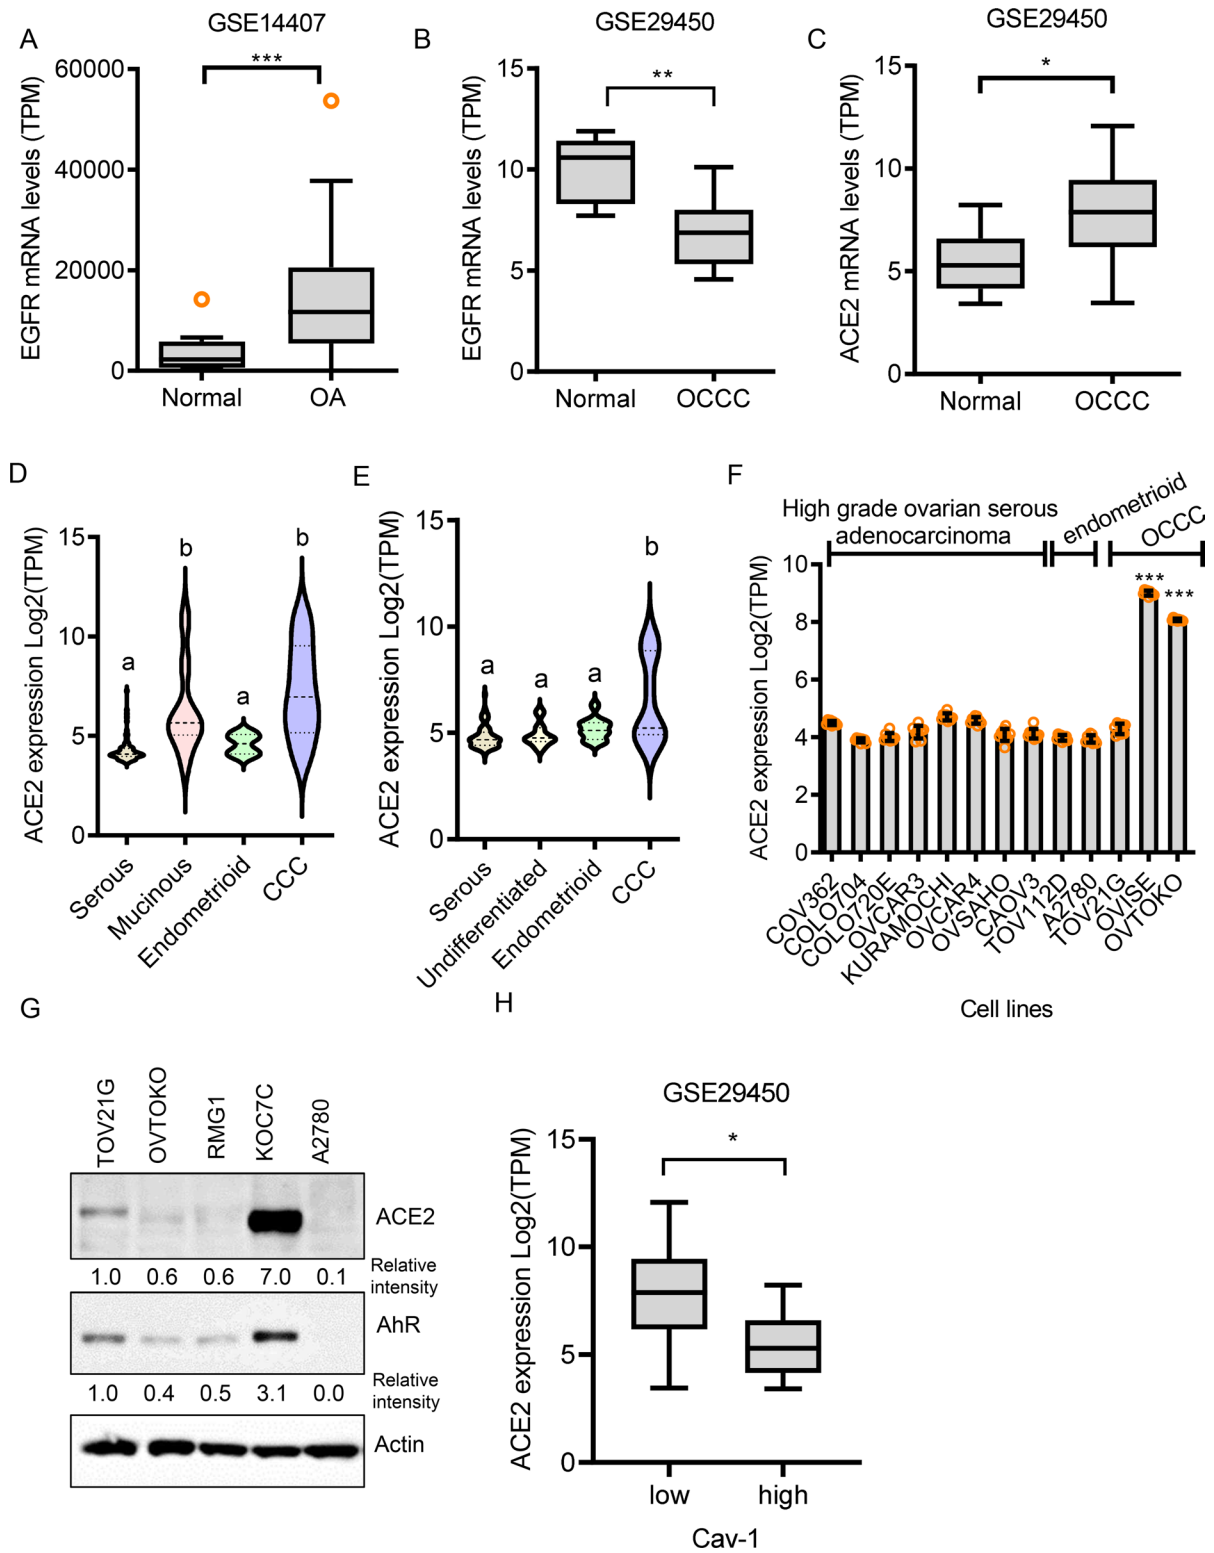 A
GSE14407
***
EGFR mRNA levels (TPM)
60000
40000
20000
0
Normal
OA
B
GSE29450
**
EGFR mRNA levels (TPM)
15
10
5
0
Normal
OCCC
C
GSE29450
*
ACE2 mRNA levels (TPM)
15
10
5
0
Normal
OCCC
D
ACE2 expression Log2(TPM)
15
10
5
0
a
b
a
b
Serous
Mucinous
Endometrioid
CCC
E
ACE2 expression Log2(TPM)
15
10
5
0
a
a
a
b
Serous
Undifferentiated
Endometrioid
CCC
F
High grade ovarian serous
adenocarcinoma
endometrioid
OCCC
ACE2 expression Log2(TPM)
10
8
6
4
2
0
***
***
COV362
COLO704
COLO720E
OVCAR3
KURAMOCHI
OVCAR4
OVSAHO
CAOV3
TOV112D
A2780
TOV21G
OVISE
OVTOKO
Cell lines
G
TOV21G
OVTOKO
RMG1
KOC7C
A2780
ACE2
1.0 0.6 0.6 7.0 0.1
Relative
intensity
AhR
1.0 0.4 0.5 3.1 0.0
Relative
intensity
Actin
H
GSE29450
*
ACE2 expression Log2(TPM)
15
10
5
0
low
high
Cav-1